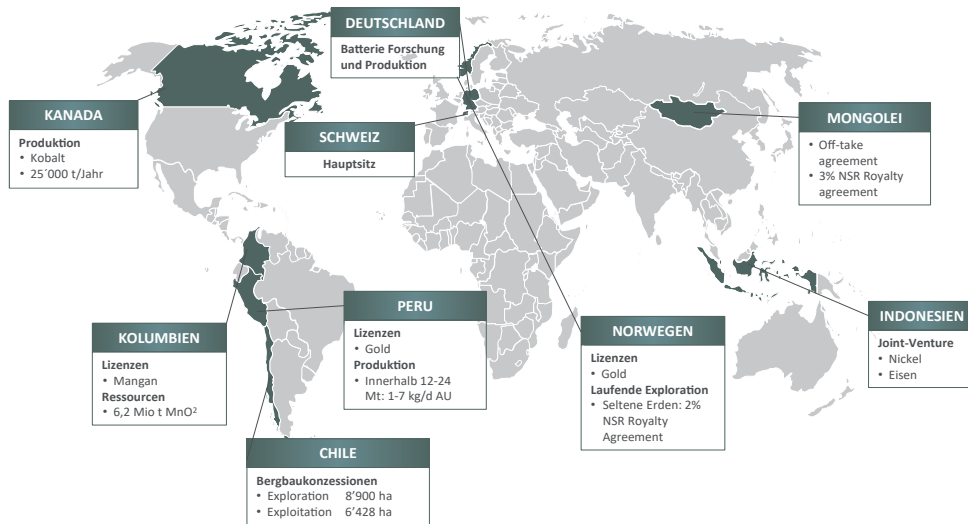 DEUTSCHLAND
Batterie Forschung
und Produktion
KANADA
Produktion
• Kobalt
• 25´000 t/Jahr
SCHWEIZ
Hauptsitz
MONGOLEI
• Off-take
agreement
• 3% NSR Royalty
agreement
KOLUMBIEN
Lizenzen
• Mangan
Ressourcen
• 6,2 Mio t MnO²
PERU
Lizenzen
• Gold
Produktion
• Innerhalb 12-24
Mt: 1-7 kg/d AU
NORWEGEN
Lizenzen
• Gold
Laufende Exploration
• Seltene Erden: 2%
NSR Royalty
Agreement
INDONESIEN
Joint-Venture
• Nickel
• Eisen
CHILE
Bergbaukonzessionen
• Exploration 8’900 ha
• Exploitation 6’428 ha